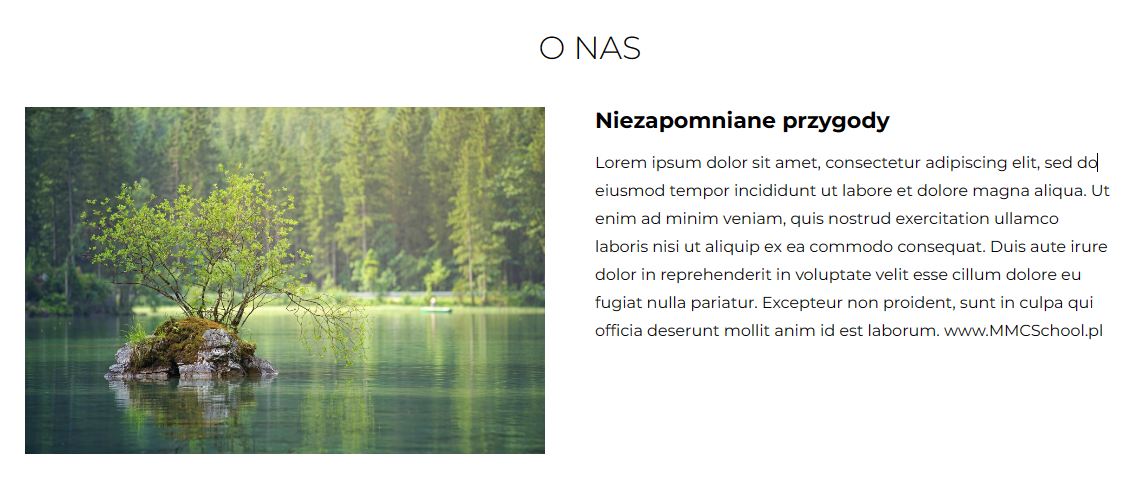 O NAS
Niezapomniane przygody
Lorem ipsum dolor sit amet, consectetur adipiscing elit, sed do
eiusmod tempor incididunt ut labore et dolore magna aliqua. Ut
enim ad minim veniam, quis nostrud exercitation ullamco
laboris nisi ut aliquip ex ea commodo consequat. Duis aute irure
dolor in reprehenderit in voluptate velit esse cillum dolore eu
fugiat nulla pariatur. Excepteur non proident, sunt in culpa qui
officia deserunt mollit anim id est laborum. www.MMCSchool.pl